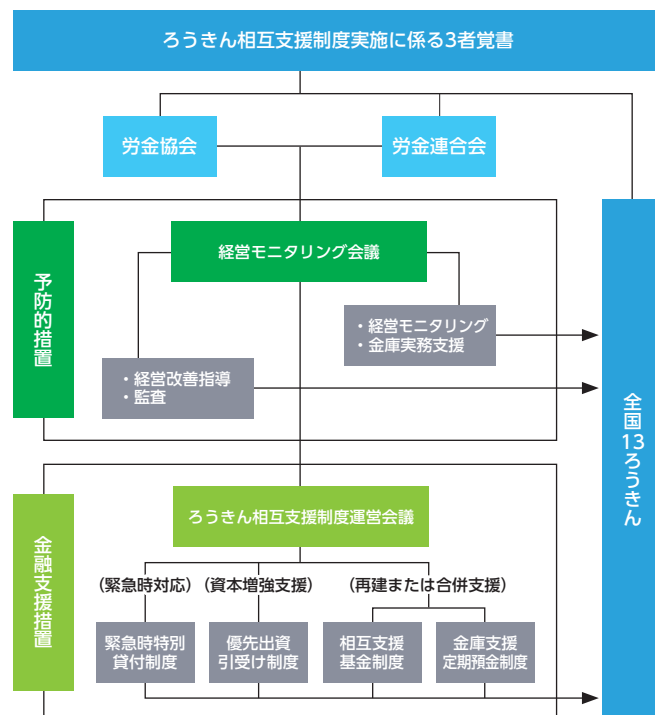 ろうきん相互支援制度実施に係る3者覚書
労金協会
労金連合会
予防的措置
経営モニタリング会議
・経営モニタリング
・金庫実務支援
・経営改善指導
・監査
全国13ろうきん
金融支援措置
ろうきん相互支援制度運営会議
（緊急時対応）
（資本増強支援）
（再建または合併支援）
緊急時特別
貸付制度
優先出資
引受け制度
相互支援
基金制度
金庫支援
定期預金制度